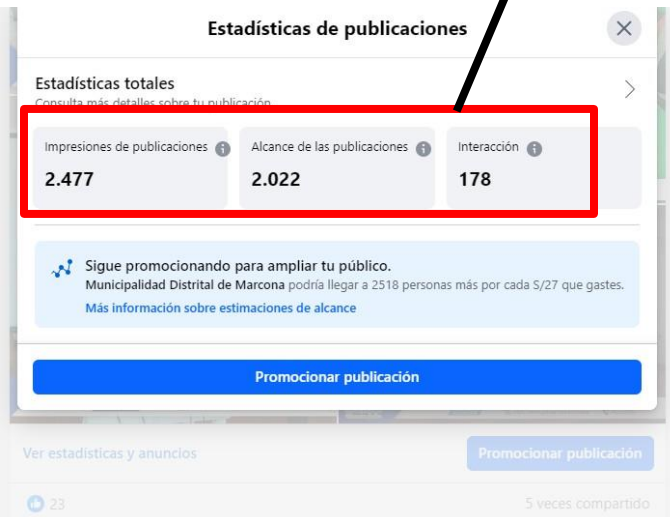 Estadísticas de publicaciones
Estadísticas totales
Consulta más detalles sobre tu publicación
Impresiones de publicaciones
Alcance de las publicaciones
Interacción
2.477
2.022
178
Sigue promocionando para ampliar tu público.
Municipalidad Distrital de Marcona podría llegar a 2518 personas más por cada S/27 que gastes.
Más información sobre estimaciones de alcance
Promocionar publicación
Ver estadísticas y anuncios
Promocionar publicación
23
5 veces compartido